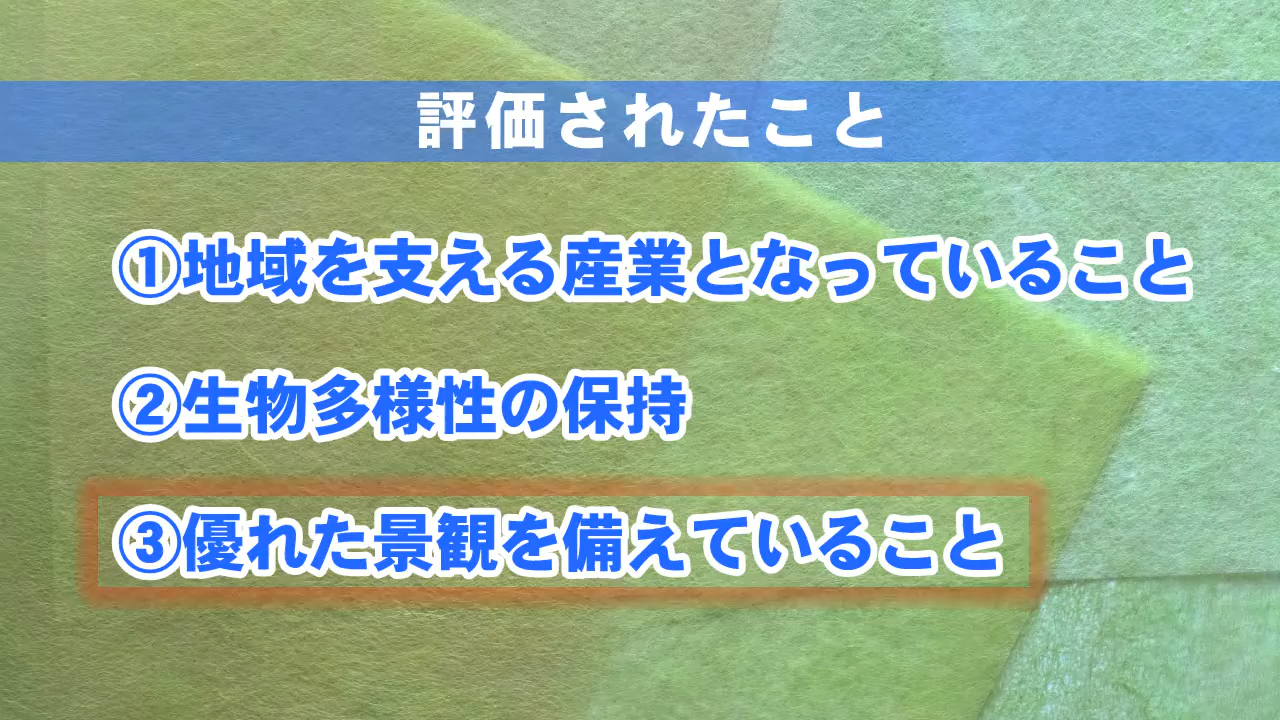 評価されたこと
①地域を支える産業となっていること
②生物多様性の保持
③優れた景観を備えていること